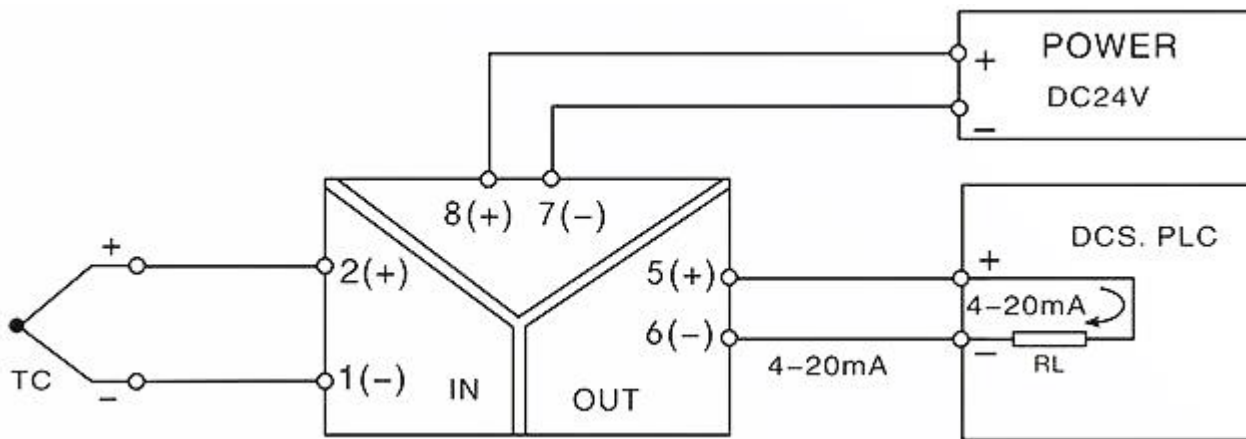 POWER
+
DC24V
−
8(+) 7(−)
DCS. PLC
+
2(+)
5(+)
+
4−20mA
6(−)
−
RL
4−20mA
TC
−
1(−)
IN
OUT